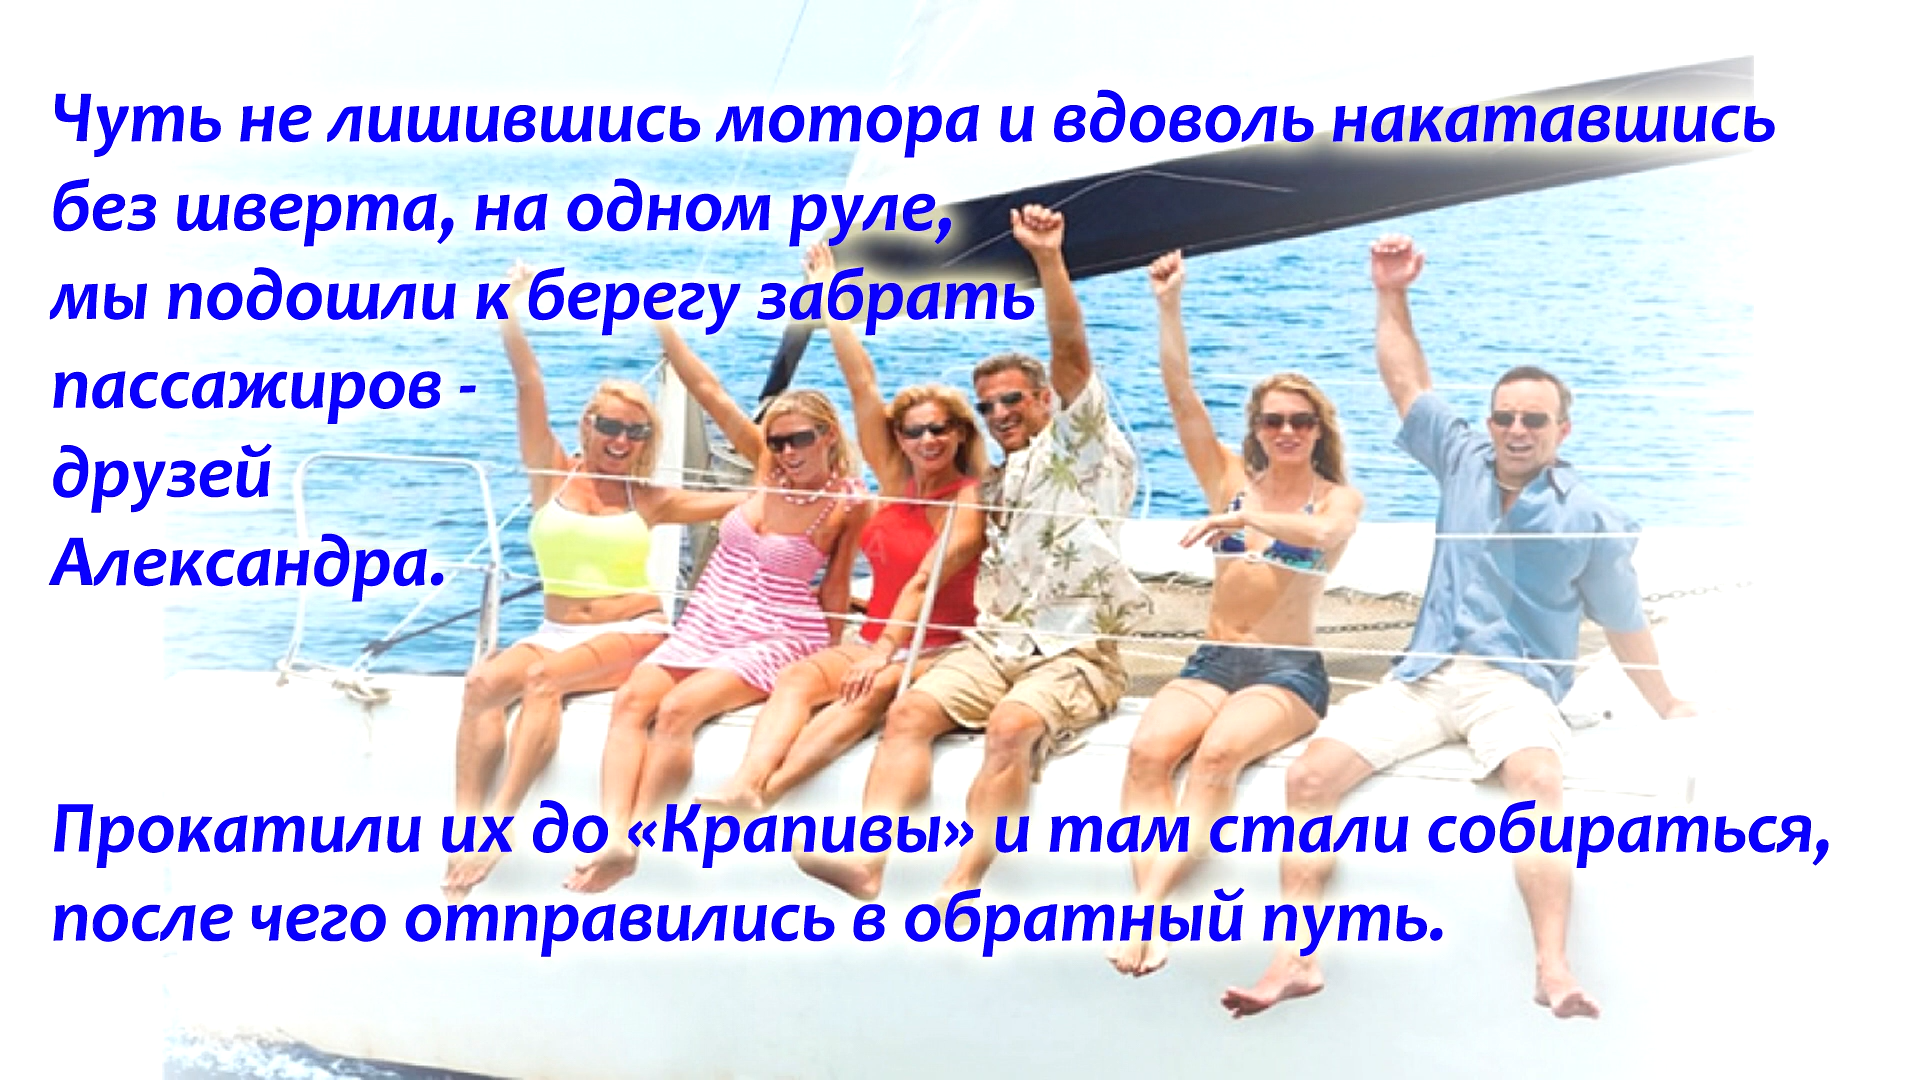 Чуть не лишившись мотора и вдоволь накатавшись
без шверта, на одном руле,
мы подошли к берегу забрать
пассажиров -
друзей
Александра.
Прокатили их до «Крапивы» и там стали собираться,
после чего отправились в обратный путь.